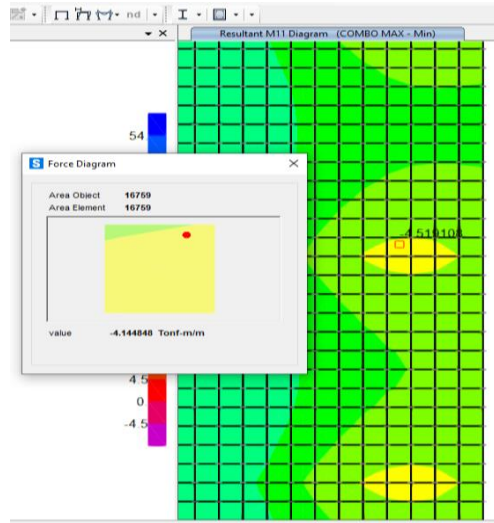 nd
I
Resultant M11 Diagram (COMBO MAX - Min)
54
S Force Diagram
Area Object 16759
Area Element 16759
value -4.144848 Tonf-m/m
-4.519108
4 5
0
-4.5